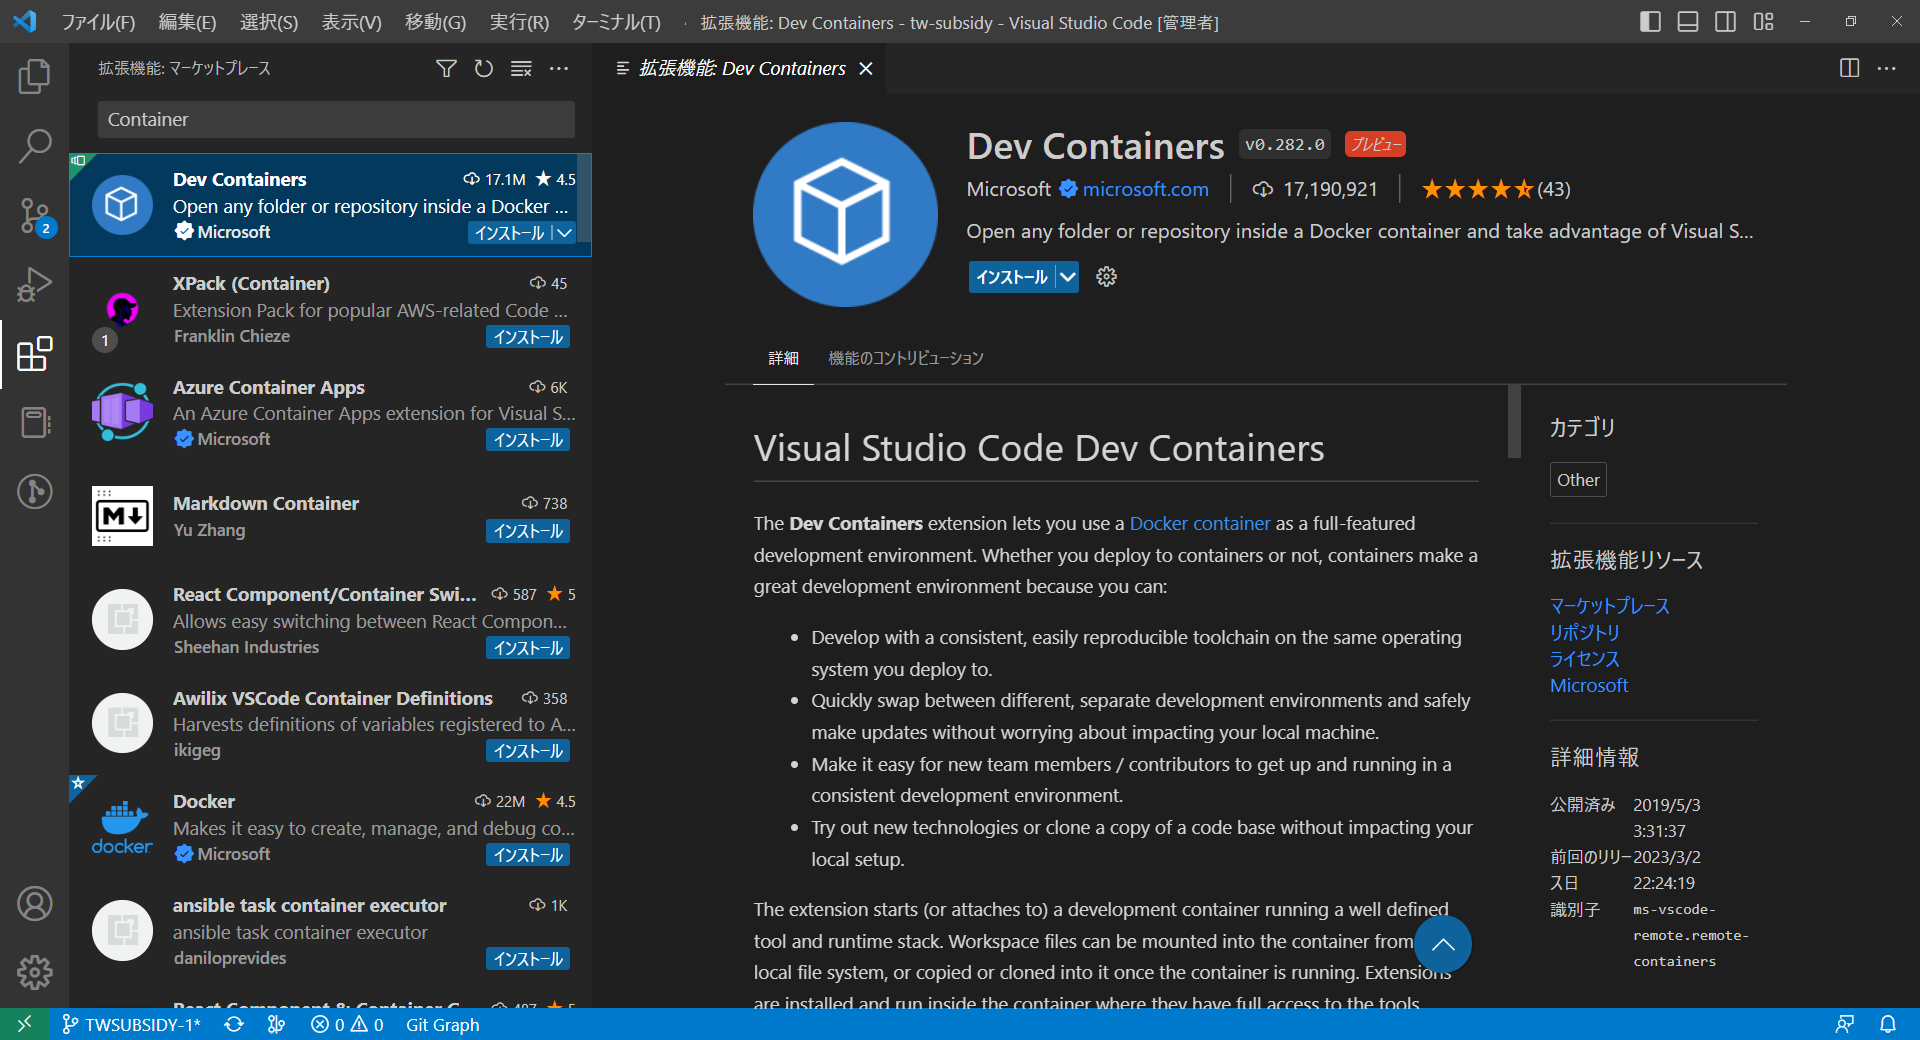 ファイル(F) 編集(E) 選択(S) 表示(V) 移動(G) 実行(R) ターミナル(T) 拡張機能: Dev Containers - tw-subsidy - Visual Studio Code [管理者]
拡張機能: マーケットプレース
Container
Dev Containers 17.1M 4.5
Open any folder or repository inside a Docker ...
Microsoft インストール
XPack (Container) 45
Extension Pack for popular AWS-related Code ...
1
Franklin Chieze インストール
Azure Container Apps 6K
An Azure Container Apps extension for Visual S...
Microsoft インストール
Markdown Container 738
Yu Zhang インストール
React Component/Container Swi... 587 5
Allows easy switching between React Compon...
Sheehan Industries インストール
Awilix VSCode Container Definitions 358
Harvests definitions of variables registered to A...
ikigeg インストール
Docker 22M 4.5
Makes it easy to create, manage, and debug co...
docker
Microsoft インストール
ansible task container executor 1K
ansible task container executor
daniloprevides インストール
React Component & Container G... 487 5
2
拡張機能: Dev Containers
Dev Containers v0.282.0 プレビュー
Microsoft microsoft.com 17,190,921 (43)
Open any folder or repository inside a Docker container and take advantage of Visual S...
インストール
詳細 機能のコントリビューション
Visual Studio Code Dev Containers
The Dev Containers extension lets you use a Docker container as a full-featured
development environment. Whether you deploy to containers or not, containers make a
great development environment because you can:
• Develop with a consistent, easily reproducible toolchain on the same operating
system you deploy to.
• Quickly swap between different, separate development environments and safely
make updates without worrying about impacting your local machine.
• Make it easy for new team members / contributors to get up and running in a
consistent development environment.
• Try out new technologies or clone a copy of a code base without impacting your
local setup.
The extension starts (or attaches to) a development container running a well defined
tool and runtime stack. Workspace files can be mounted into the container from
local file system, or copied or cloned into it once the container is running. Extensions
are installed and run inside the container where they have full access to the tools,
カテゴリ
Other
拡張機能リソース
マーケットプレース
リポジトリ
ライセンス
Microsoft
詳細情報
公開済み 2019/5/3
3:31:37
前回のリリー 2023/3/2
ス日 22:24:19
識別子 ms-vscode-
remote.remote-
containers
TWSUBSIDY-1* 0 0 Git Graph